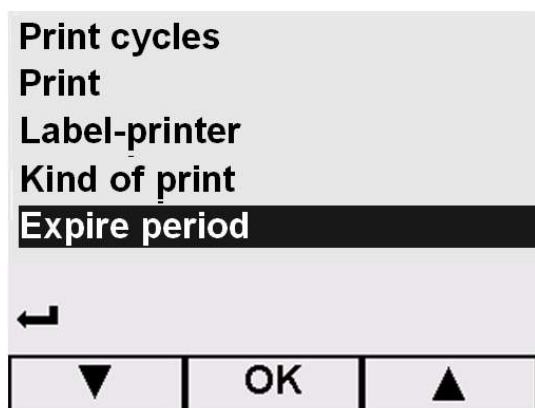 Print cycles
Print
Label-printer
Kind of print
Expire period
OK